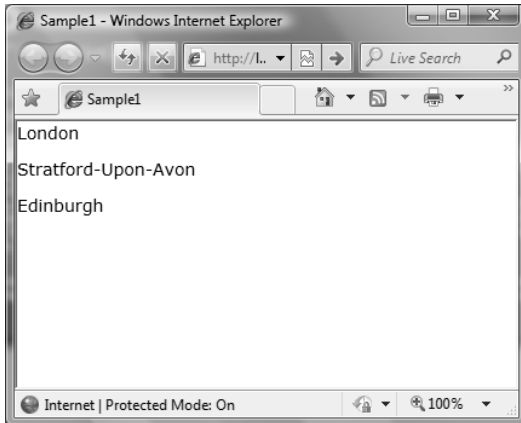 Sample1 - Windows Internet Explorer
http://l..
Live Search
Sample1
London
Stratford-Upon-Avon
Edinburgh
Internet | Protected Mode: On
100%